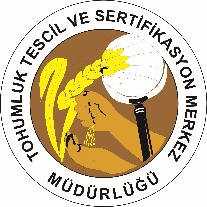 TOHUMLUK TESCİL VE SERTİFİKASYON MERKEZ
MÜDÜRLÜĞÜ